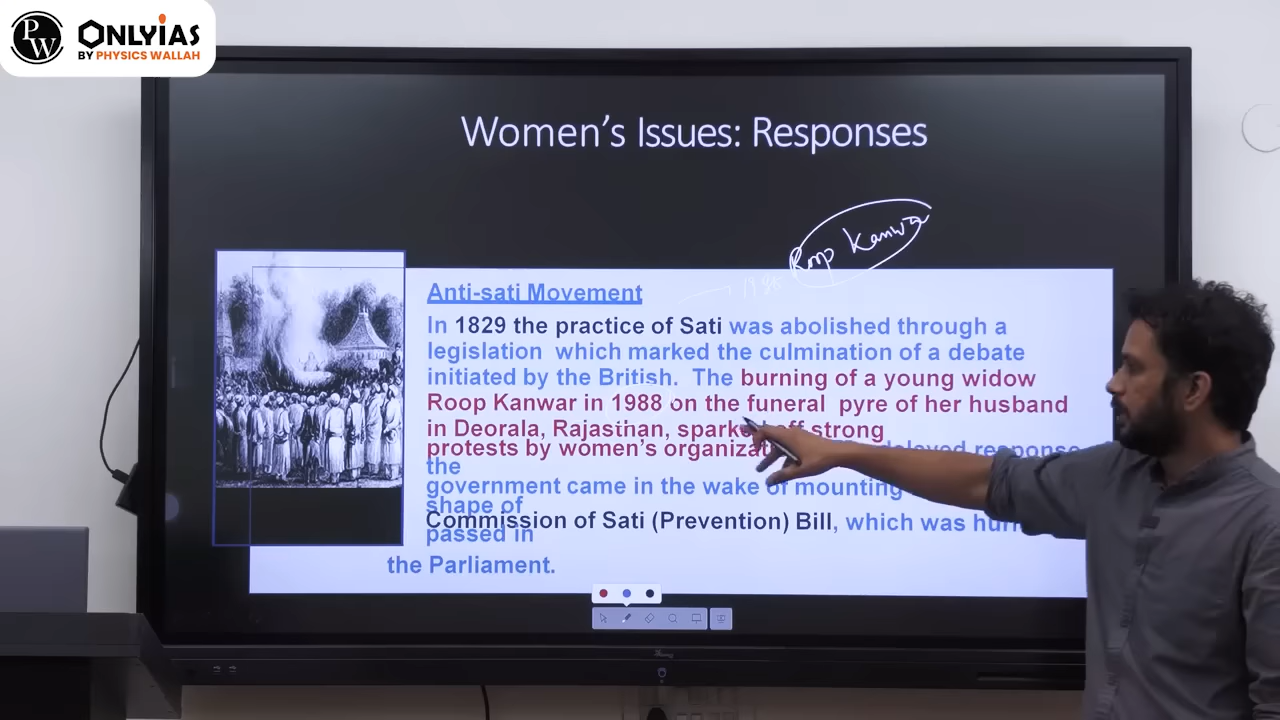 PW
ONLYIAS
BY PHYSICS WALLAH
Women's Issues: Responses
Roop Kanwar
1988
Anti-sati Movement
In 1829 the practice of Sati was abolished through a
legislation which marked the culmination of a debate
initiated by the British. The burning of a young widow
Roop Kanwar in 1988 on the funeral pyre of her husband
in Deorala, Rajasthan, off strong
protests by women's response
the
government came in the wake of mounting
shape of
Commission of Sati (Prevention) Bill, which was
passed in
the Parliament.